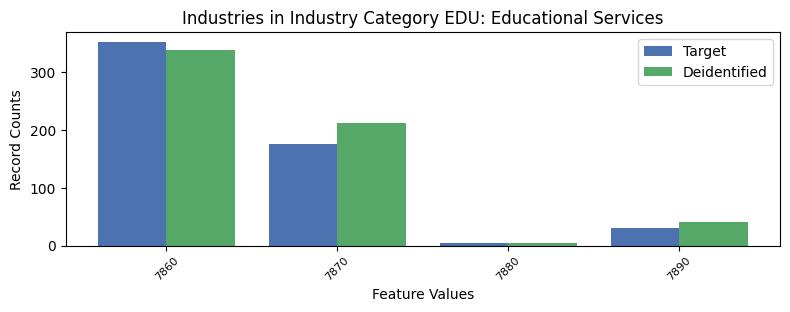 Industries in Industry Category EDU: Educational Services
Target
Deidentified
Record Counts
300
200
100
0
7860
7870
7880
7890
Feature Values